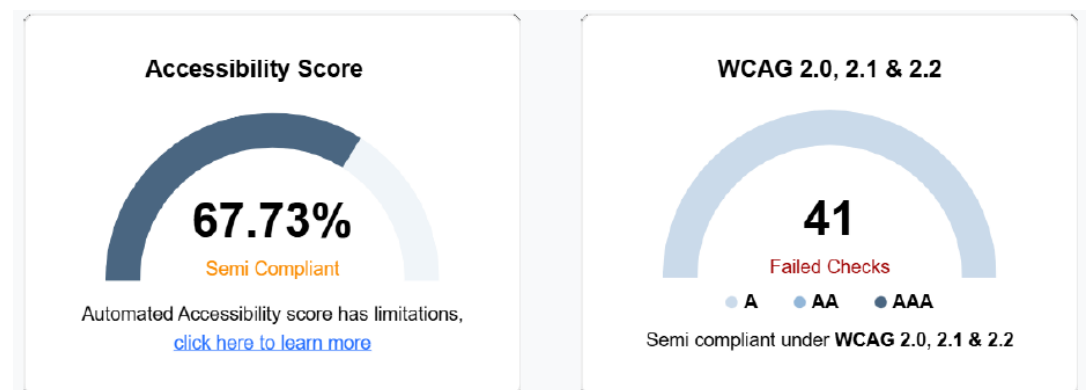 Accessibility Score
67.73%
Semi Compliant
Automated Accessibility score has limitations,
click here to learn more
WCAG 2.0, 2.1 & 2.2
41
Failed Checks
A AA AAA
Semi compliant under WCAG 2.0, 2.1 & 2.2